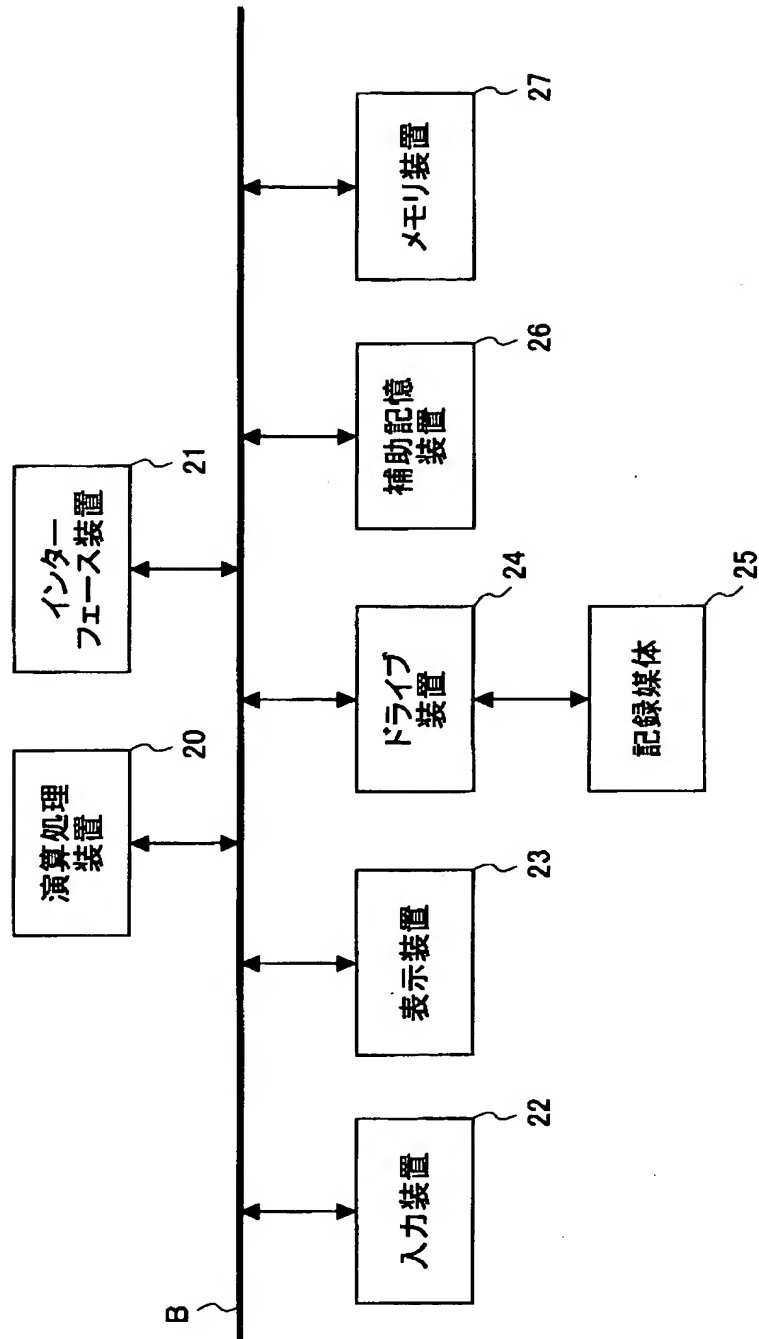 演算処理
装置
20
インター
フェース装置
21
B
入力装置
22
表示装置
23
ドライブ
装置
24
補助記憶
装置
26
メモリ装置
27
記録媒体
25